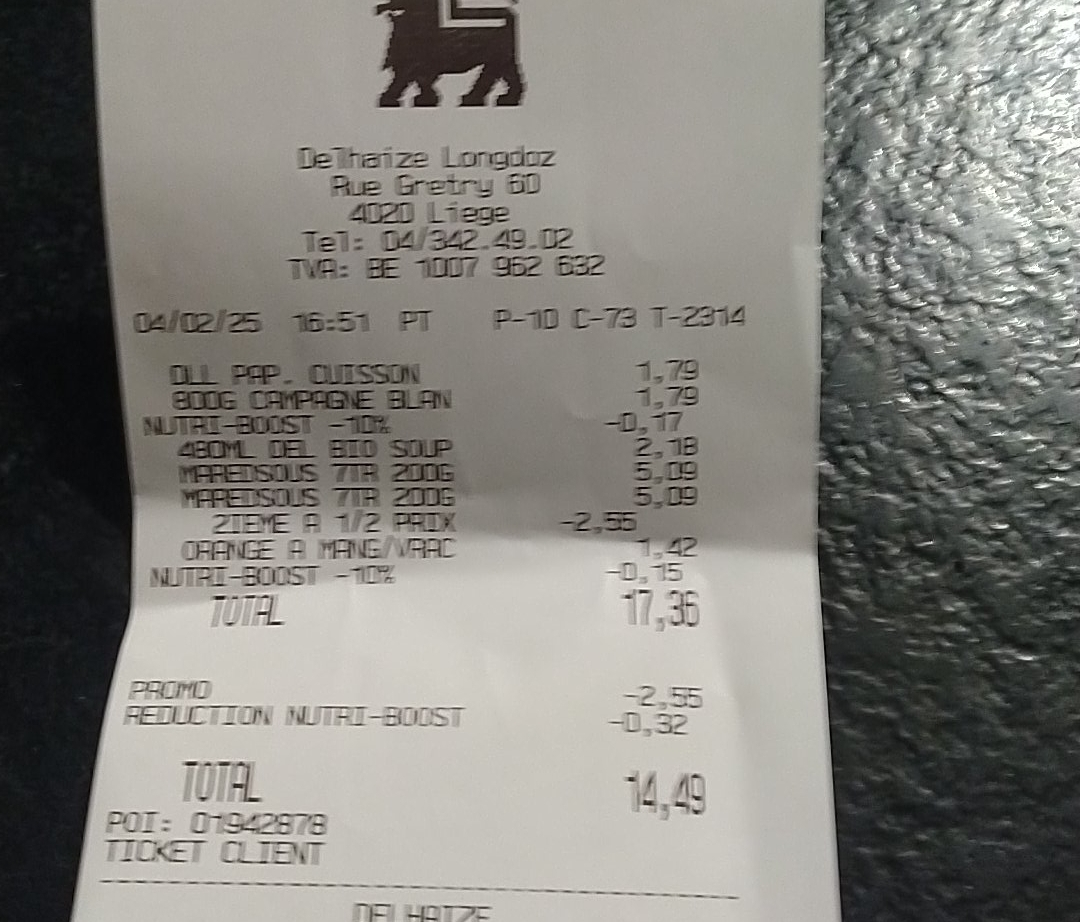 Delhaize Longdoz
Rue Gretry 60
4020 Liege
Tel: 04/342.49.02
TVA: BE 1007 962 632
04/02/25 16:51 PT P-10 C-73 T-2314
DLL PAP. CUISSON 1,79
800G CAMPAGNE BLAN 1,79
NUTRI-BOOST -10% -0,17
480ML DEL BIO SOUP 2,18
MAREDSOUS 7TR 200G 5,09
MAREDSOUS 7TR 200G 5,09
2IEME A 1/2 PRIX -2,55
ORANGE A MANG/VRAC 1,42
NUTRI-BOOST -10% -0,15
TOTAL 17,36
PROMO -2,55
REDUCTION NUTRI-BOOST -0,32
TOTAL 14,49
POI: 01942878
TICKET CLIENT
DELHAIZE